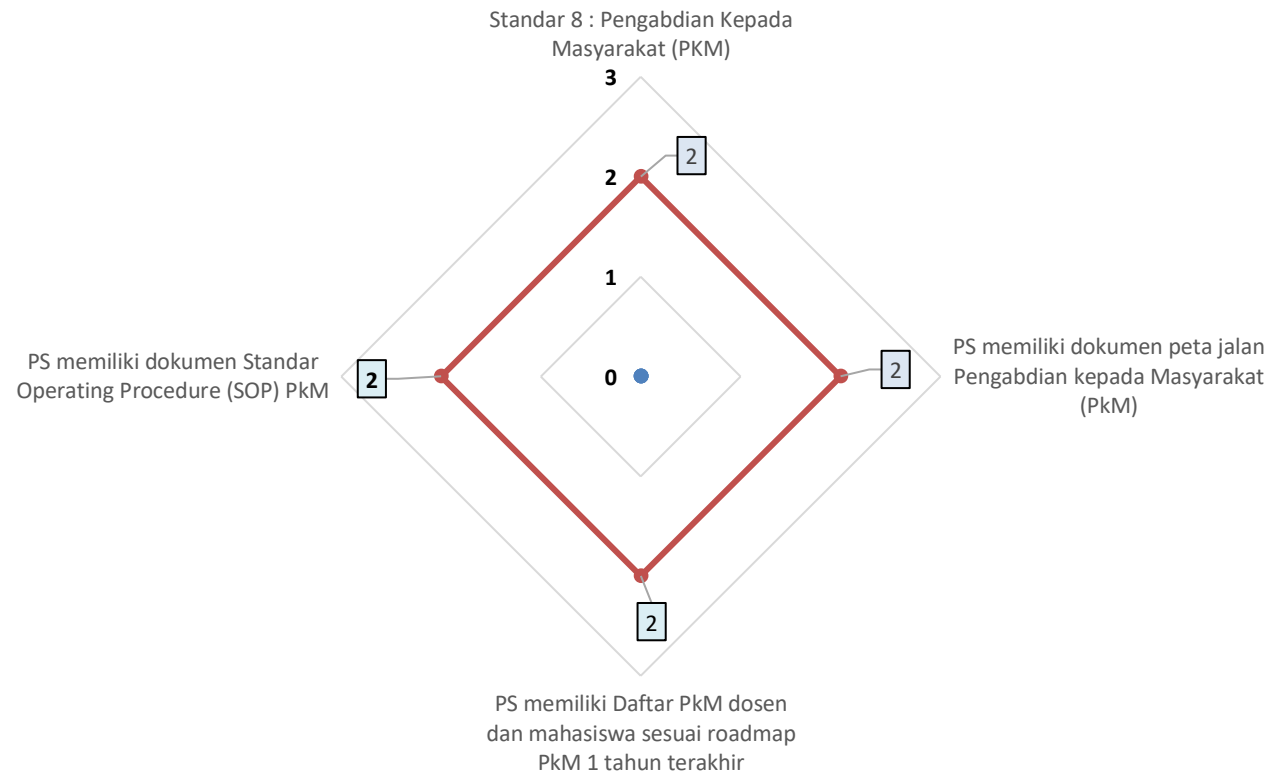 Standar 8 : Pengabdian Kepada
Masyarakat (PKM)
3
2
2
1
PS memiliki dokumen Standar
Operating Procedure (SOP) PkM
2
0
2
PS memiliki dokumen peta jalan
Pengabdian kepada Masyarakat
(PkM)
2
PS memiliki Daftar PkM dosen
dan mahasiswa sesuai roadmap
PkM 1 tahun terakhir